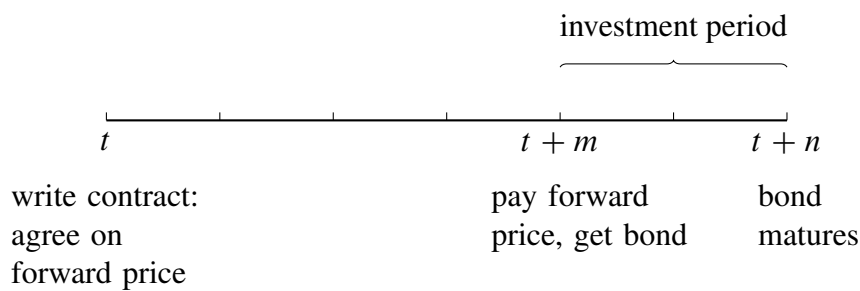 investment period
t
t + m
t + n
write contract:
agree on
forward price
pay forward
price, get bond
bond
matures